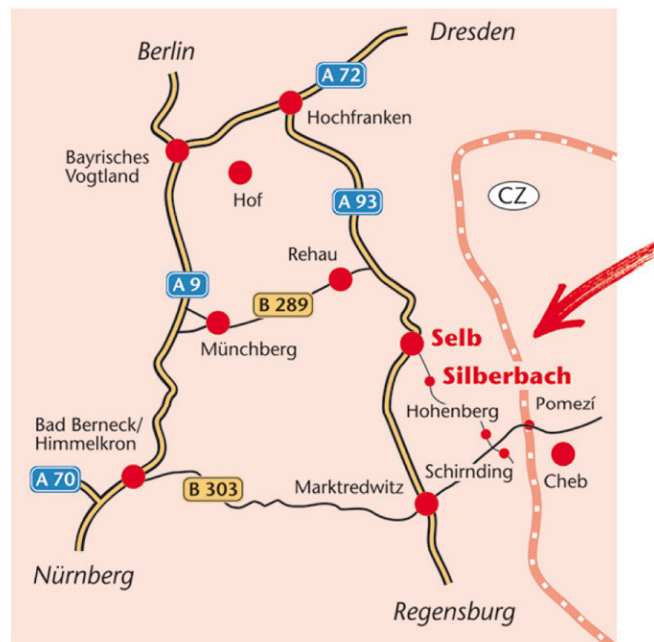 Dresden
Berlin
A 72
Hochfranken
Bayrisches
Vogtland
Hof
CZ
A 93
Rehau
A 9
B 289
Münchberg
Selb
Silberbach
Hohenberg
Pomezí
Bad Berneck/
Himmelkron
Schirnding
Cheb
A 70
B 303
Marktredwitz
Nürnberg
Regensburg